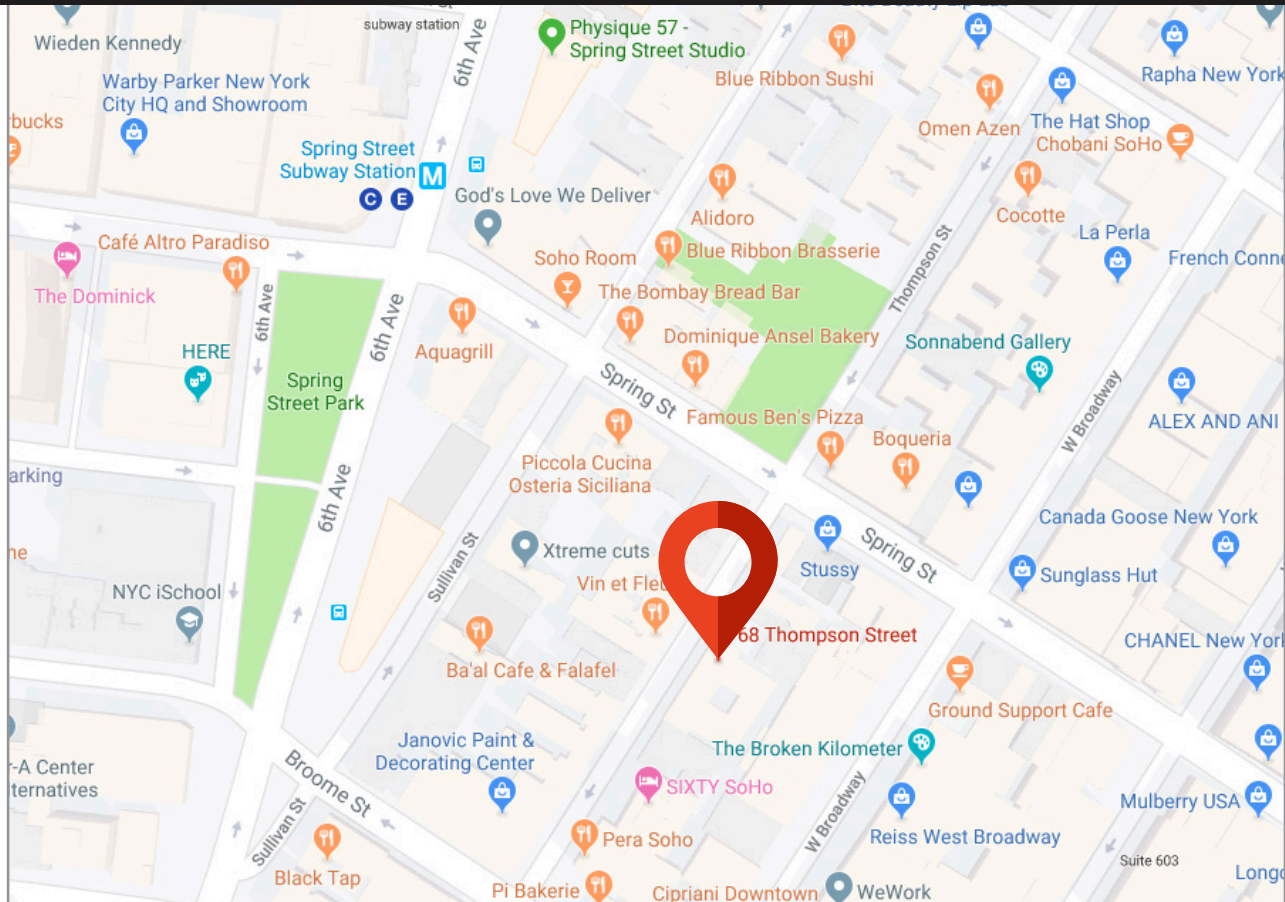 subway station
Wieden Kennedy
6th Ave
Physique 57 -
Spring Street Studio
Blue Ribbon Sushi
Rapha New York
Warby Parker New York
City HQ and Showroom
Omen Azen
The Hat Shop
Chobani SoHo
rbucks
Spring Street
Subway Station
M
C
E
God's Love We Deliver
Alidoro
Cocotte
La Perla
Café Altro Paradiso
Soho Room
Blue Ribbon Brasserie
Thompson St
French Conne
The Dominick
The Bombay Bread Bar
6th Ave
6th Ave
Aquagrill
Dominique Ansel Bakery
Sonnabend Gallery
HERE
Spring
Street Park
Spring St
Famous Ben's Pizza
Boqueria
W Broadway
ALEX AND ANI
Piccola Cucina
Osteria Siciliana
arking
6th Ave
Canada Goose New York
Sullivan St
Xtreme cuts
Stussy
Spring St
Sunglass Hut
ne
NYC iSchool
Vin et Fleu
68 Thompson Street
CHANEL New York
Ba'al Cafe & Falafel
Ground Support Cafe
Janovic Paint &
Decorating Center
The Broken Kilometer
r-A Center
ternatives
Broome St
SIXTY SoHo
Mulberry USA
Sullivan St
Pera Soho
W Broadway
Reiss West Broadway
Suite 603
Black Tap
Pi Bakerie
Cipriani Downtown
WeWork
Longc